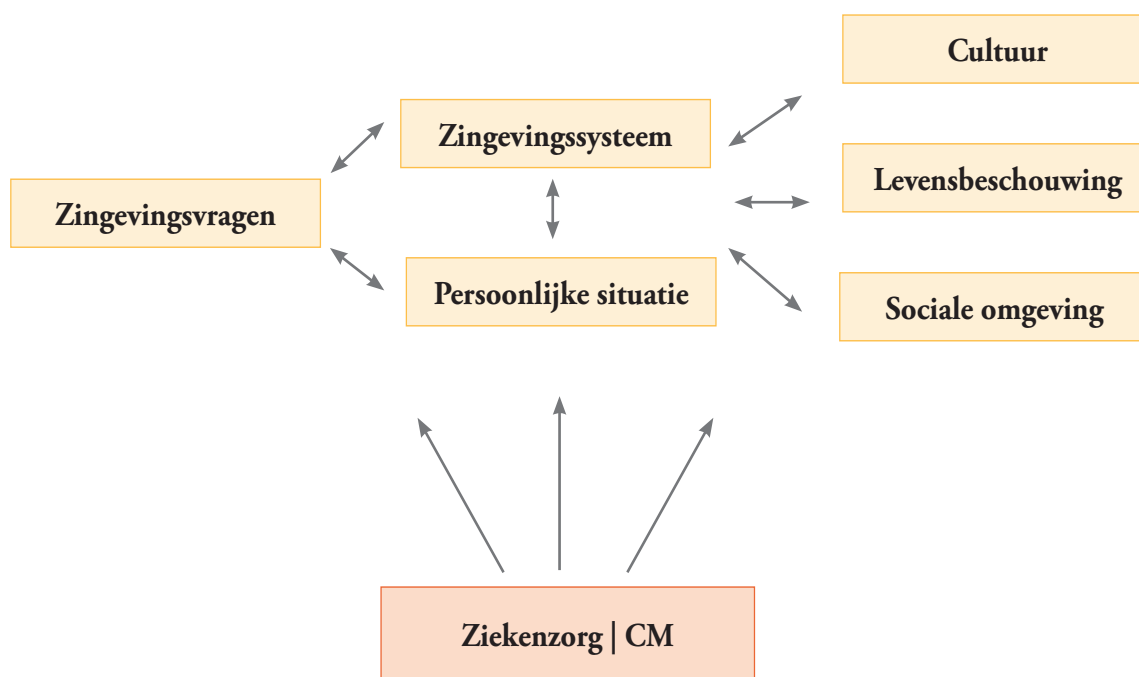 Cultuur
Zingevingssysteem
Levensbeschouwing
Zingevingsvragen
Persoonlijke situatie
Sociale omgeving
Ziekenzorg | CM